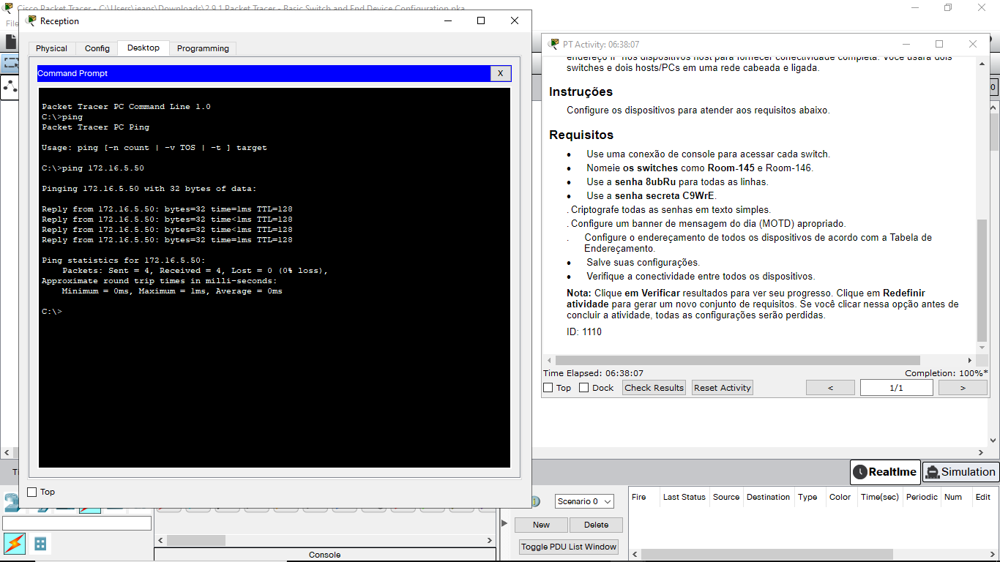 Cisco Packet Tracer - C:\Users\jeans\Downloads\2.9.1 Packet Tracer - Basic Switch and End Device Configuration.pka
File
Reception
Physical
Config
Desktop
Programming
Command Prompt
X
Packet Tracer PC Command Line 1.0
C:\>ping
Packet Tracer PC Ping
Usage: ping [-n count | -v TOS | -t ] target
C:\>ping 172.16.5.50
Pinging 172.16.5.50 with 32 bytes of data:
Reply from 172.16.5.50: bytes=32 time=1ms TTL=128
Reply from 172.16.5.50: bytes=32 time<1ms TTL=128
Reply from 172.16.5.50: bytes=32 time<1ms TTL=128
Reply from 172.16.5.50: bytes=32 time=1ms TTL=128
Ping statistics for 172.16.5.50:
Packets: Sent = 4, Received = 4, Lost = 0 (0% loss),
Approximate round trip times in milli-seconds:
Minimum = 0ms, Maximum = 1ms, Average = 0ms
C:\>
Top
PT Activity: 06:38:07
endereço IP nos dispositivos host para fornecer conectividade completa. Você usará dois
switches e dois hosts/PCs em uma rede cabeada e ligada.
Instruções
Configure os dispositivos para atender aos requisitos abaixo.
Requisitos
• Use uma conexão de console para acessar cada switch.
• Nomeie os switches como Room-145 e Room-146.
• Use a senha 8ubRu para todas as linhas.
• Use a senha secreta C9WrE.
. Criptografe todas as senhas em texto simples.
. Configure um banner de mensagem do dia (MOTD) apropriado.
. Configure o endereçamento de todos os dispositivos de acordo com a Tabela de
Endereçamento.
• Salve suas configurações.
• Verifique a conectividade entre todos os dispositivos.
Nota: Clique em Verificar resultados para ver seu progresso. Clique em Redefinir
atividade para gerar um novo conjunto de requisitos. Se você clicar nessa opção antes de
concluir a atividade, todas as configurações serão perdidas.
ID: 1110
Time Elapsed: 06:38:07
Completion: 100%*
Top
Dock
Check Results
Reset Activity
<
1/1
>
Realtime
Simulation
Scenario 0
New
Delete
Toggle PDU List Window
Fire
Last Status
Source
Destination
Type
Color
Time(sec)
Periodic
Num
Edit
Console